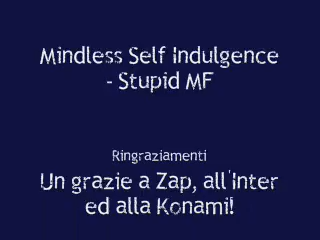 Mindless Self Indulgence
- Stupid MF
Ringraziamenti
Un grazie a Zap, all'Inter
ed alla Konami!